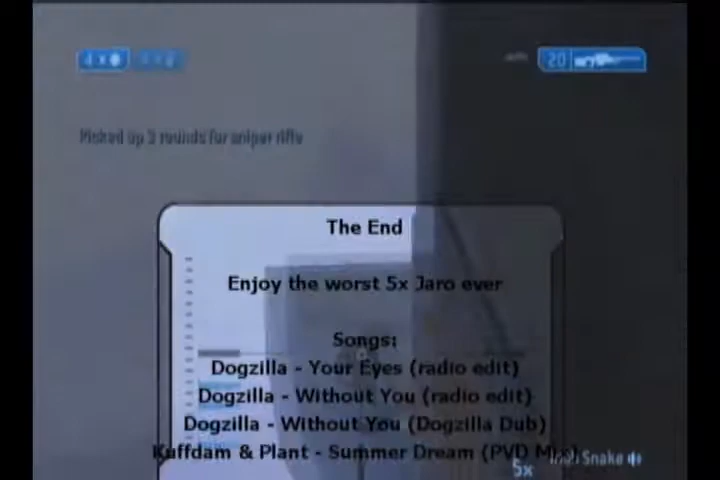 4 x
20
Picked up 3 rounds for sniper rifle
The End
Enjoy the worst 5x Jaro ever
Songs:
Dogzilla - Your Eyes (radio edit)
Dogzilla - Without You (radio edit)
Dogzilla - Without You (Dogzilla Dub)
Kuffdam & Plant - Summer Dream (PVD Mix)
5x
Snake